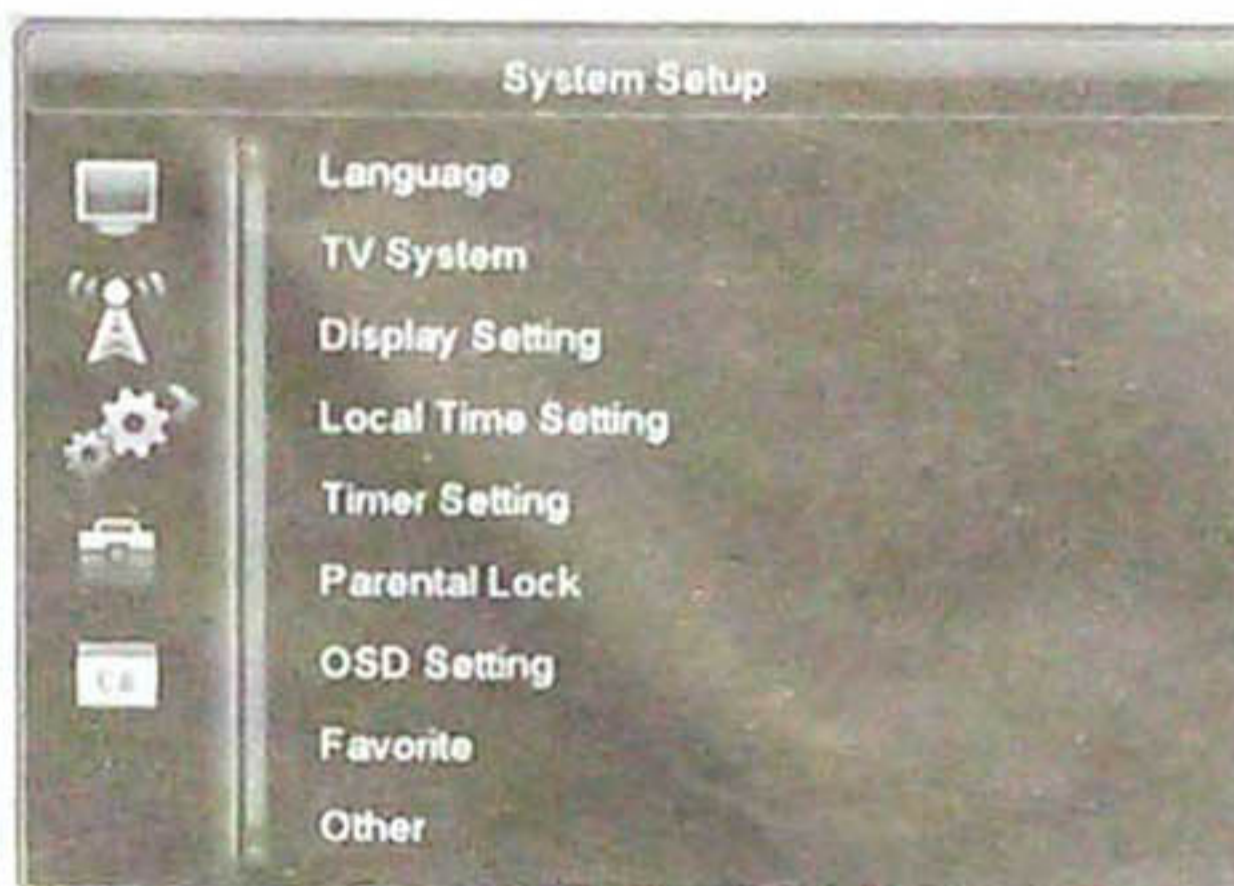 System Setup
Language
TV System
Display Setting
Local Time Setting
Timer Setting
Parental Lock
OSD Setting
Favorite
Other